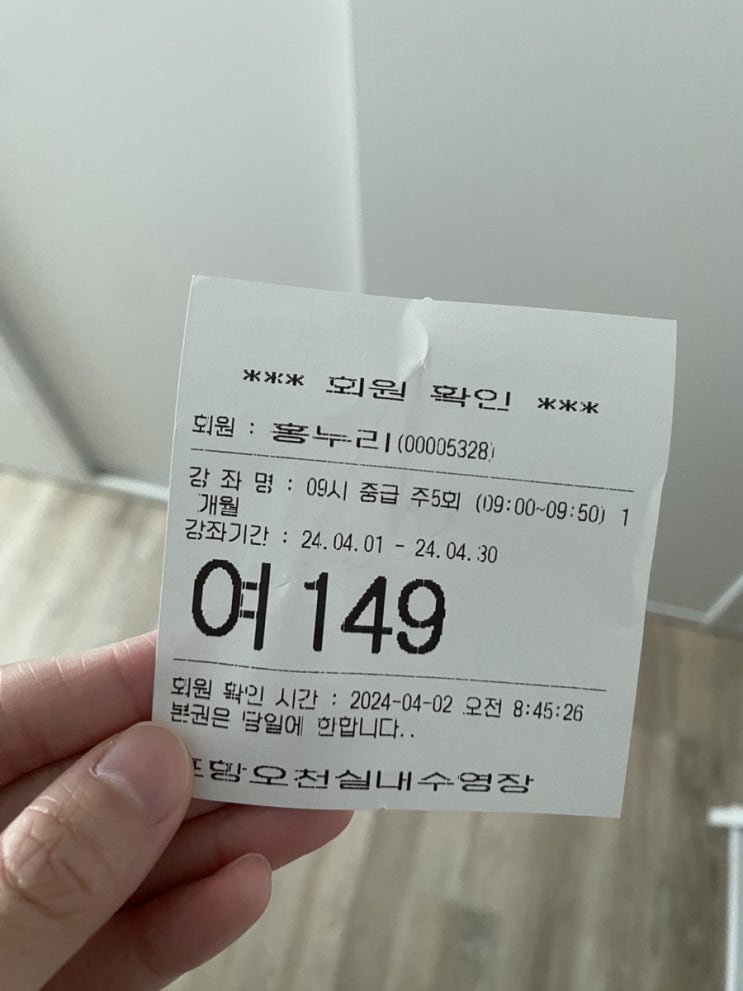 *** 회원 확인 ***
회원 : 홍누리(00005328)
강 좌 명 : 09시 중급 주5회 (09:00~09:50) 1
개월
강좌기간 : 24.04.01 - 24.04.30
여 149
회원 확인 시간 : 2024-04-02 오전 8:45:26
본권은 당일에 한합니다..
포항오천실내수영장